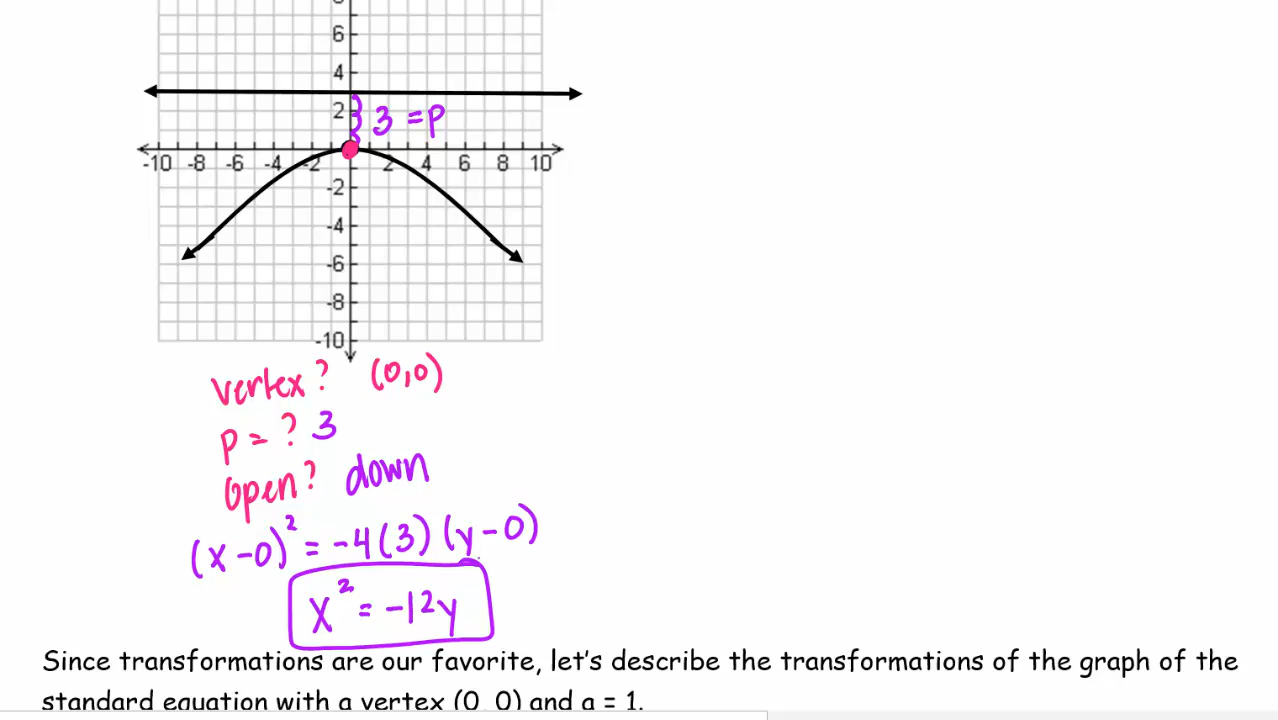 8
6
4
2
3 = p
-10 -8 -6 -4 -2 2 4 6 8 10
-2
-4
-6
-8
-10
vertex? (0,0)
p = ? 3
open? down
(x-0)² = -4(3)(y-0)
x² = -12y
Since transformations are our favorite, let's describe the transformations of the graph of the
standard equation with a vertex (0, 0) and a = 1.